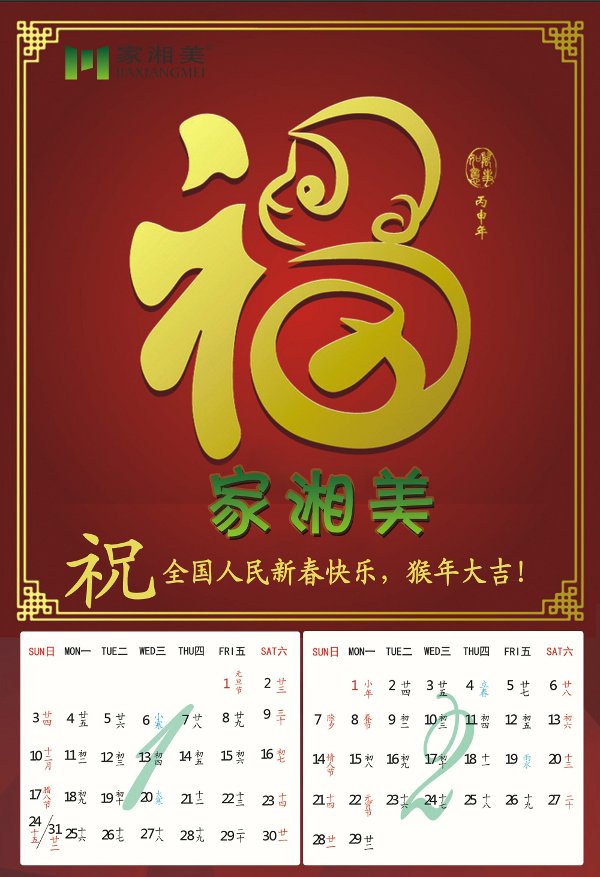 家湘美®
JIAXIANGMEI
福
萬事如意
丙申年
家湘美
祝 全国人民新春快乐，猴年大吉！
SUN日 MON一 TUE二 WED三 THU四 FRI五 SAT六
1 元旦节 2 廿三
3 廿四 4 廿五 5 廿六 6 小寒 7 廿八 8 廿九 9 三十
10 十二月 11 初二 12 初三 13 初四 14 初五 15 初六 16 初七
17 腊八节 18 初九 19 初十 20 大寒 21 十二 22 十三 23 十四
24 十五/31 廿二 25 十六 26 十七 27 十八 28 十九 29 二十 30 廿一
1
SUN日 MON一 TUE二 WED三 THU四 FRI五 SAT六
1 小年 2 廿四 3 廿五 4 立春 5 廿七 6 廿八
7 除夕 8 春节 9 初二 10 初三 11 初四 12 初五 13 初六
14 情人节 15 初八 16 初九 17 初十 18 十一 19 雨水 20 十三
21 十四 22 元宵节 23 十六 24 十七 25 十八 26 十九 27 二十
28 廿一 29 廿二
2